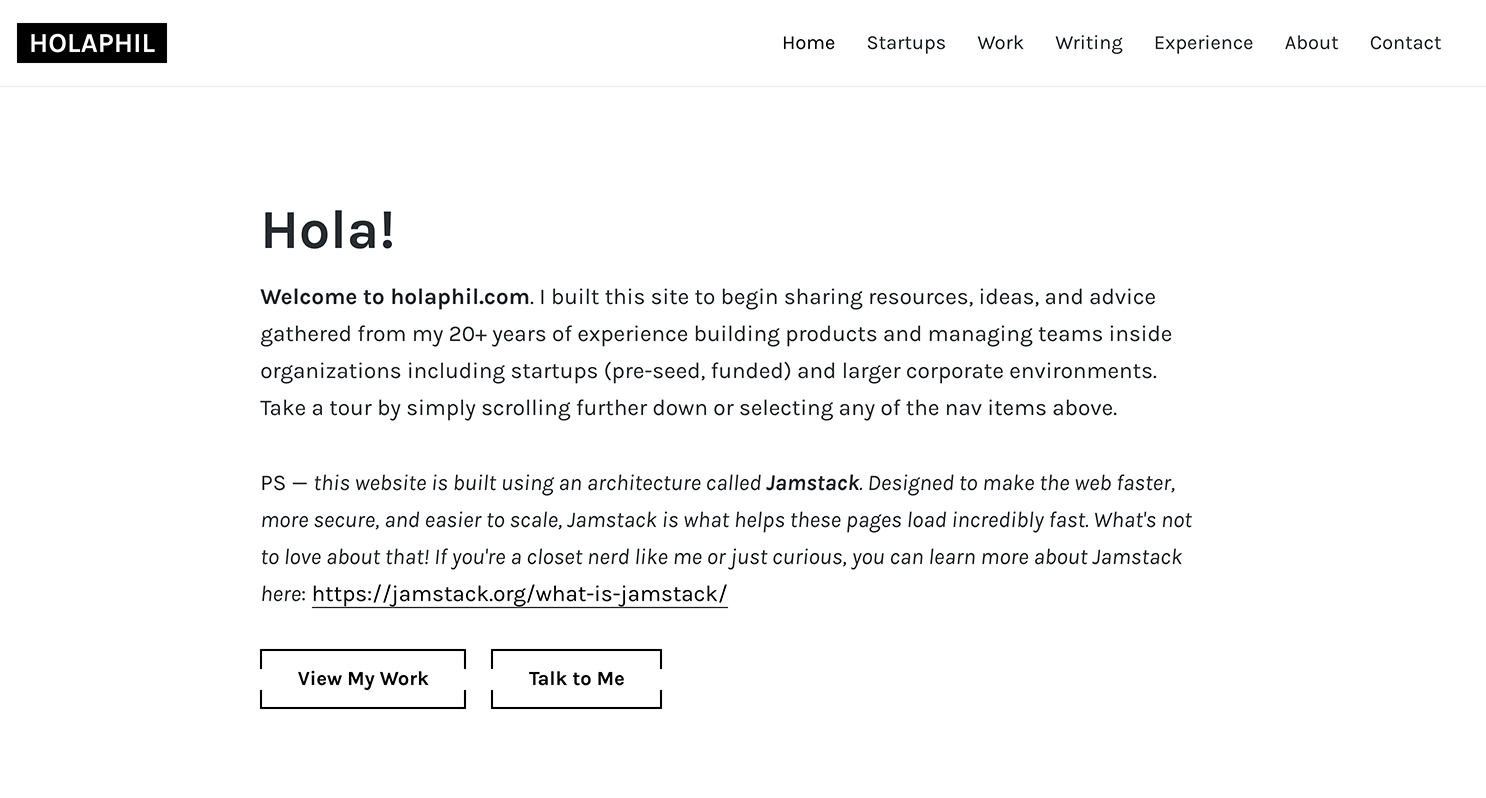 HOLAPHIL
Home Startups Work Writing Experience About Contact
Hola!
Welcome to holaphil.com. I built this site to begin sharing resources, ideas, and advice
gathered from my 20+ years of experience building products and managing teams inside
organizations including startups (pre-seed, funded) and larger corporate environments.
Take a tour by simply scrolling further down or selecting any of the nav items above.
PS — this website is built using an architecture called Jamstack. Designed to make the web faster,
more secure, and easier to scale, Jamstack is what helps these pages load incredibly fast. What's not
to love about that! If you're a closet nerd like me or just curious, you can learn more about Jamstack
here: https://jamstack.org/what-is-jamstack/
View My Work Talk to Me